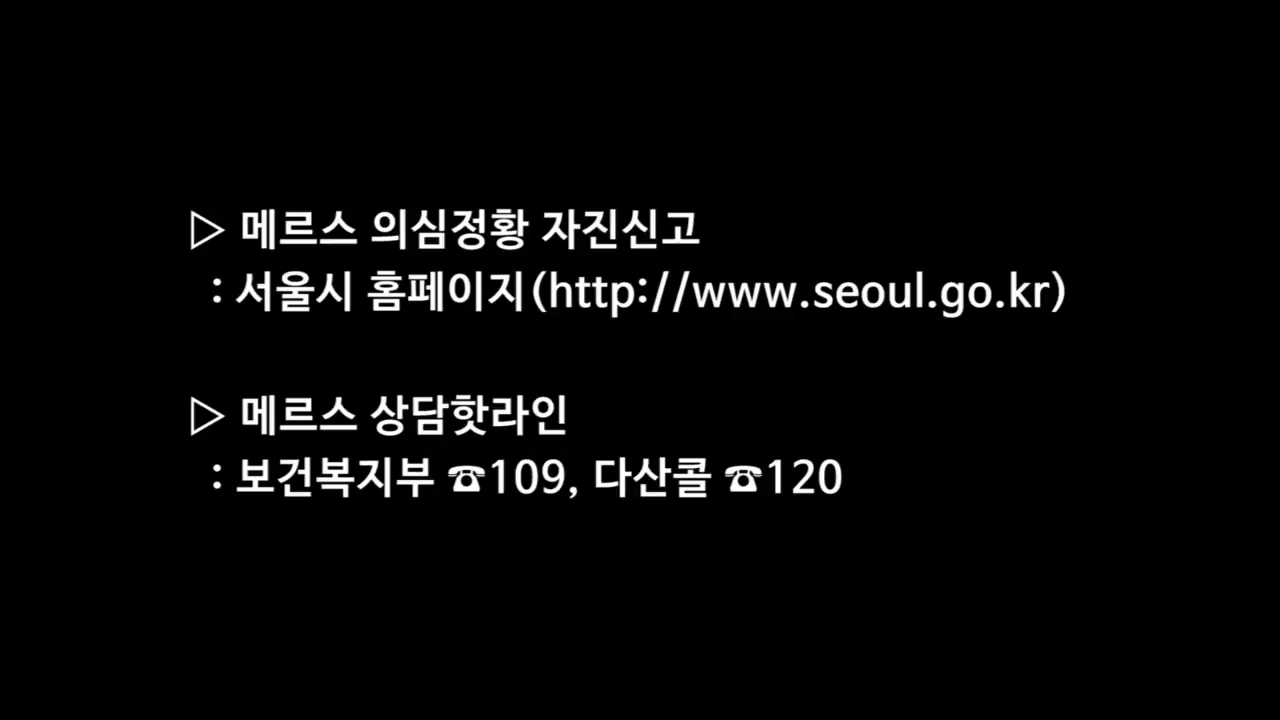 ▷ 메르스 의심정황 자진신고
: 서울시 홈페이지(http://www.seoul.go.kr)
▷ 메르스 상담핫라인
: 보건복지부 ☎109, 다산콜 ☎120